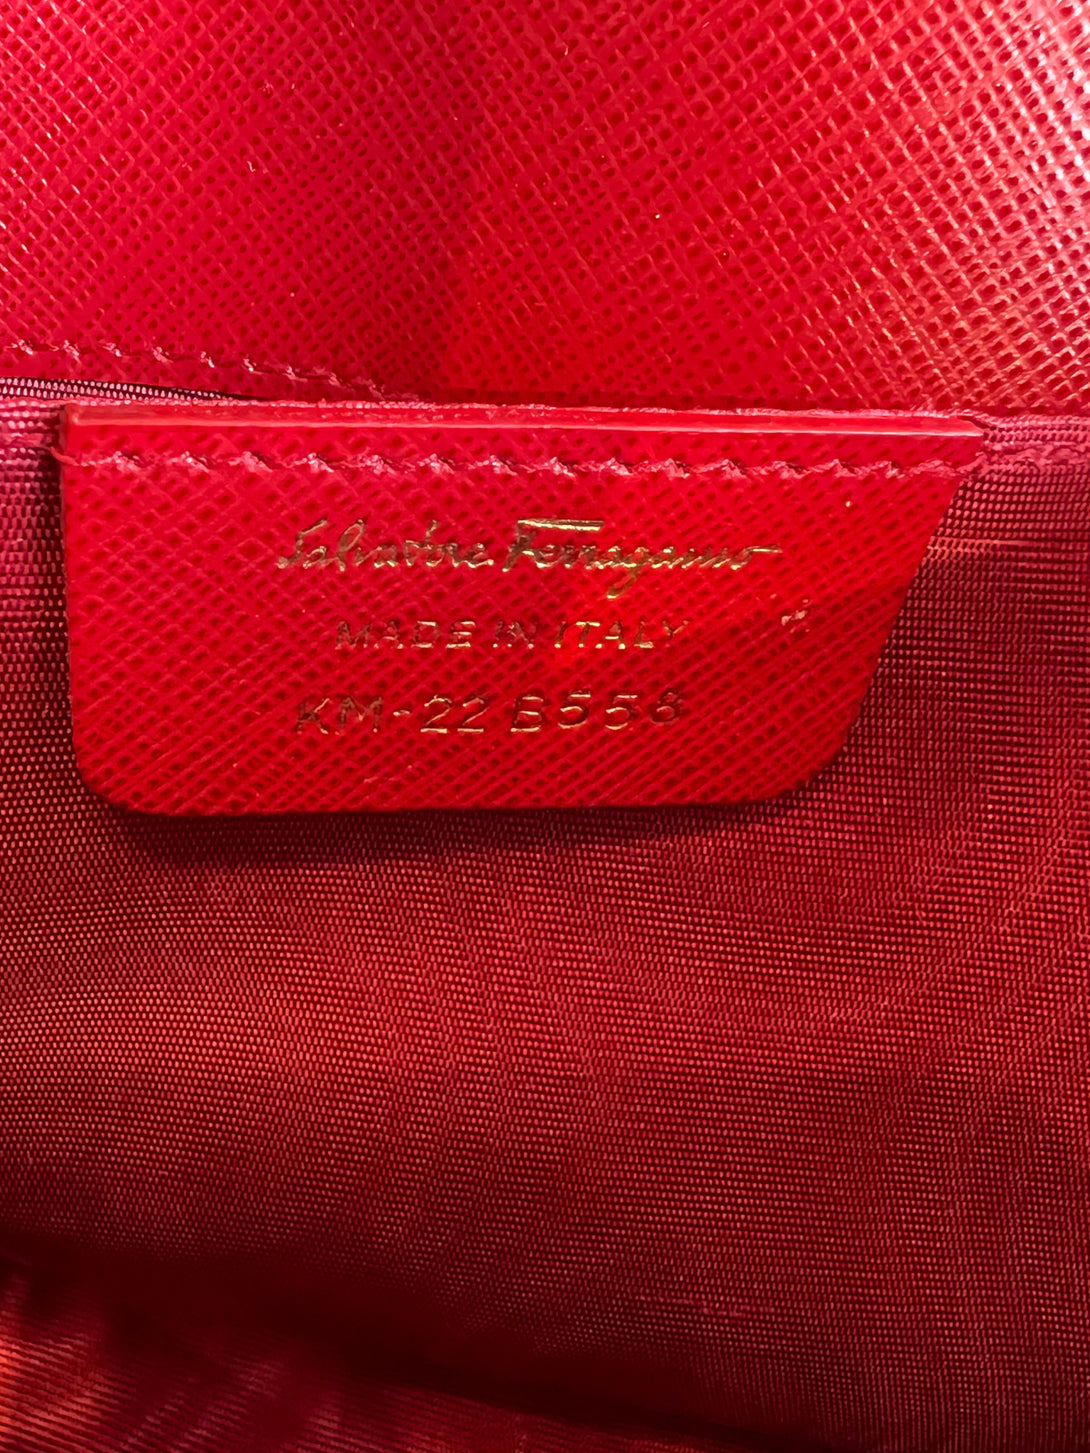 Salvatore Ferragamo
MADE IN ITALY
KM-22 B558